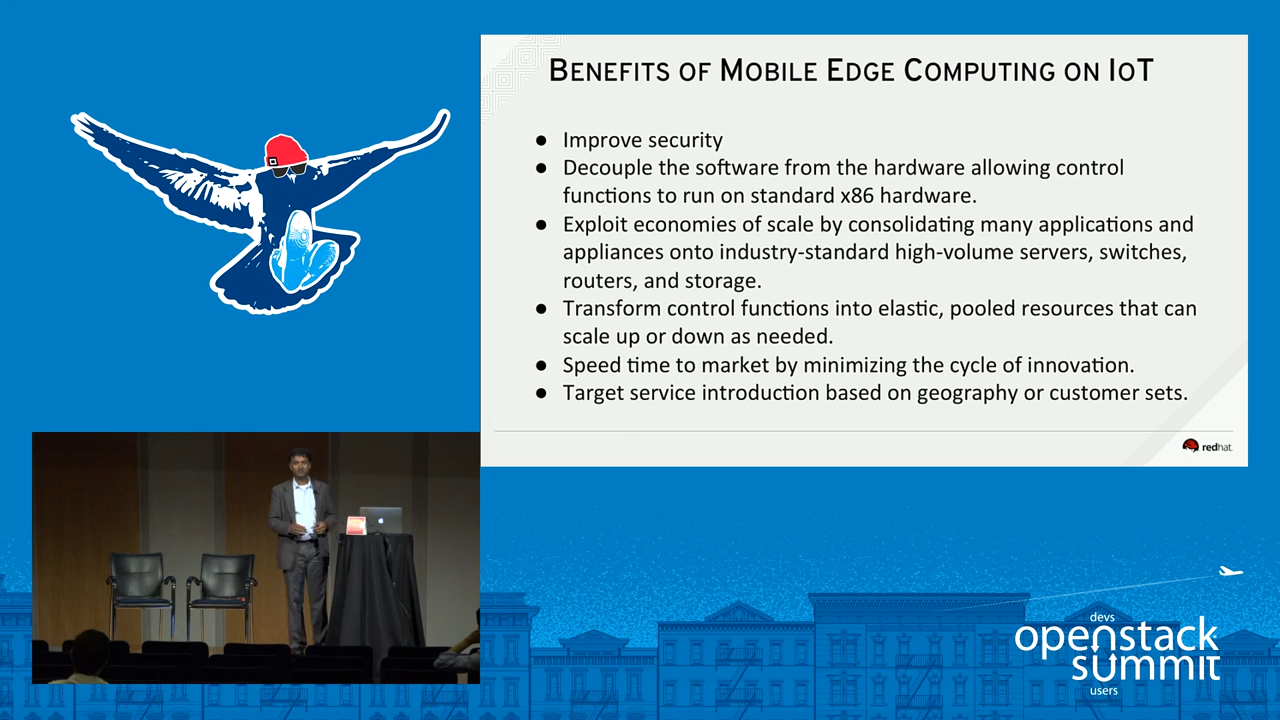 BENEFITS OF MOBILE EDGE COMPUTING ON IOT
● Improve security
● Decouple the software from the hardware allowing control
functions to run on standard x86 hardware.
● Exploit economies of scale by consolidating many applications and
appliances onto industry-standard high-volume servers, switches,
routers, and storage.
● Transform control functions into elastic, pooled resources that can
scale up or down as needed.
● Speed time to market by minimizing the cycle of innovation.
● Target service introduction based on geography or customer sets.
redhat.
devs
openstack
summit
users